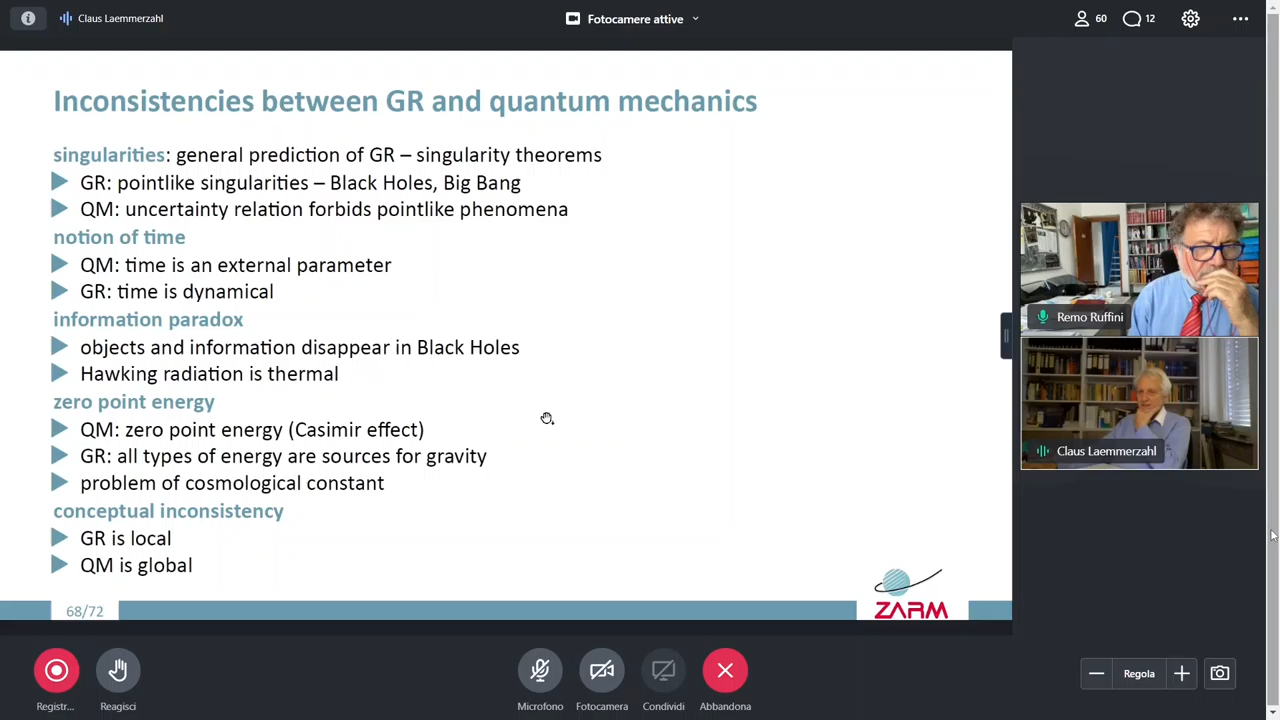 Claus Laemmerzahl
Fotocamere attive
60
12
Inconsistencies between GR and quantum mechanics
singularities: general prediction of GR – singularity theorems
GR: pointlike singularities – Black Holes, Big Bang
QM: uncertainty relation forbids pointlike phenomena
notion of time
QM: time is an external parameter
GR: time is dynamical
information paradox
objects and information disappear in Black Holes
Hawking radiation is thermal
zero point energy
QM: zero point energy (Casimir effect)
GR: all types of energy are sources for gravity
problem of cosmological constant
conceptual inconsistency
GR is local
QM is global
68/72
ZARM
Remo Ruffini
Claus Laemmerzahl
Registr...
Reagisci
Microfono
Fotocamera
Condividi
Abbandona
Regola